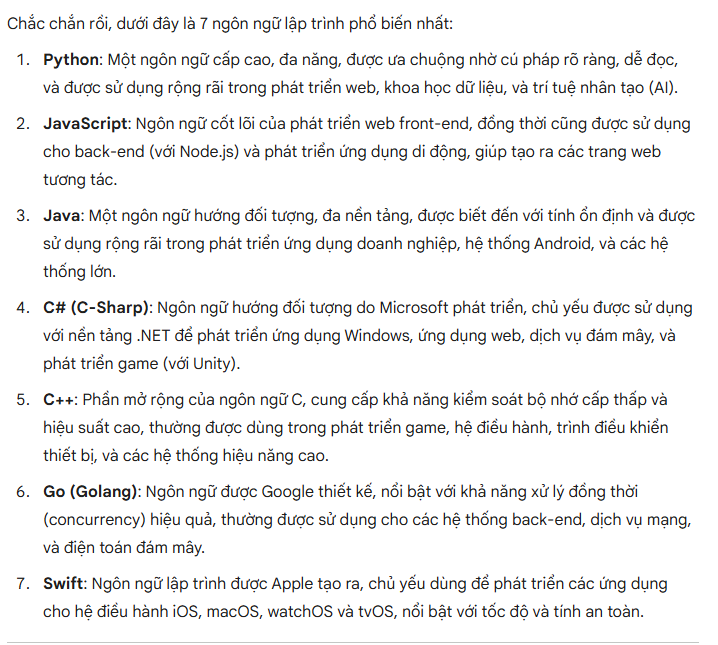 Chắc chắn rồi, dưới đây là 7 ngôn ngữ lập trình phổ biến nhất:
1. Python: Một ngôn ngữ cấp cao, đa năng, được ưa chuộng nhờ cú pháp rõ ràng, dễ đọc,
và được sử dụng rộng rãi trong phát triển web, khoa học dữ liệu, và trí tuệ nhân tạo (AI).
2. JavaScript: Ngôn ngữ cốt lõi của phát triển web front-end, đồng thời cũng được sử dụng
cho back-end (với Node.js) và phát triển ứng dụng di động, giúp tạo ra các trang web
tương tác.
3. Java: Một ngôn ngữ hướng đối tượng, đa nền tảng, được biết đến với tính ổn định và được
sử dụng rộng rãi trong phát triển ứng dụng doanh nghiệp, hệ thống Android, và các hệ
thống lớn.
4. C# (C-Sharp): Ngôn ngữ hướng đối tượng do Microsoft phát triển, chủ yếu được sử dụng
với nền tảng .NET để phát triển ứng dụng Windows, ứng dụng web, dịch vụ đám mây, và
phát triển game (với Unity).
5. C++: Phần mở rộng của ngôn ngữ C, cung cấp khả năng kiểm soát bộ nhớ cấp thấp và
hiệu suất cao, thường được dùng trong phát triển game, hệ điều hành, trình điều khiển
thiết bị, và các hệ thống hiệu năng cao.
6. Go (Golang): Ngôn ngữ được Google thiết kế, nổi bật với khả năng xử lý đồng thời
(concurrency) hiệu quả, thường được sử dụng cho các hệ thống back-end, dịch vụ mạng,
và điện toán đám mây.
7. Swift: Ngôn ngữ lập trình được Apple tạo ra, chủ yếu dùng để phát triển các ứng dụng
cho hệ điều hành iOS, macOS, watchOS và tvOS, nổi bật với tốc độ và tính an toàn.